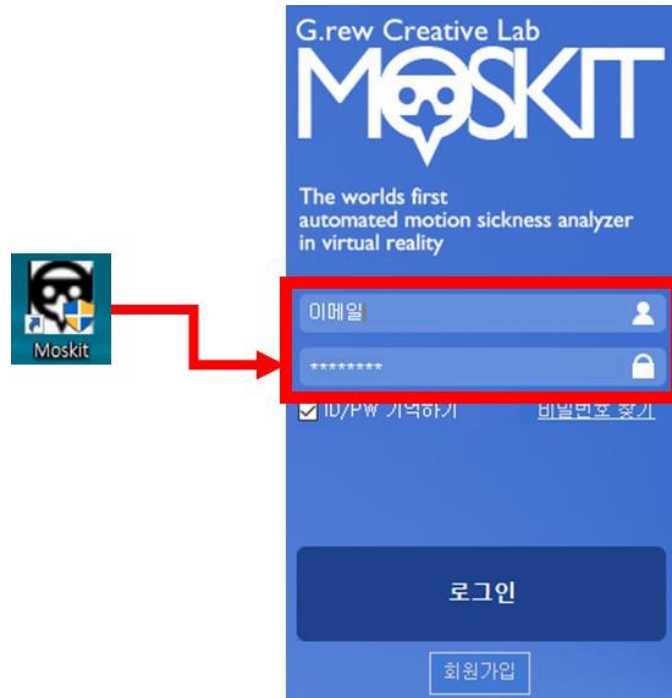 G.rew Creative Lab
MOSKIT
The worlds first
automated motion sickness analyzer
in virtual reality
Moskit
이메일
********
ID/PW 기억하기
비밀번호 찾기
로그인
회원가입